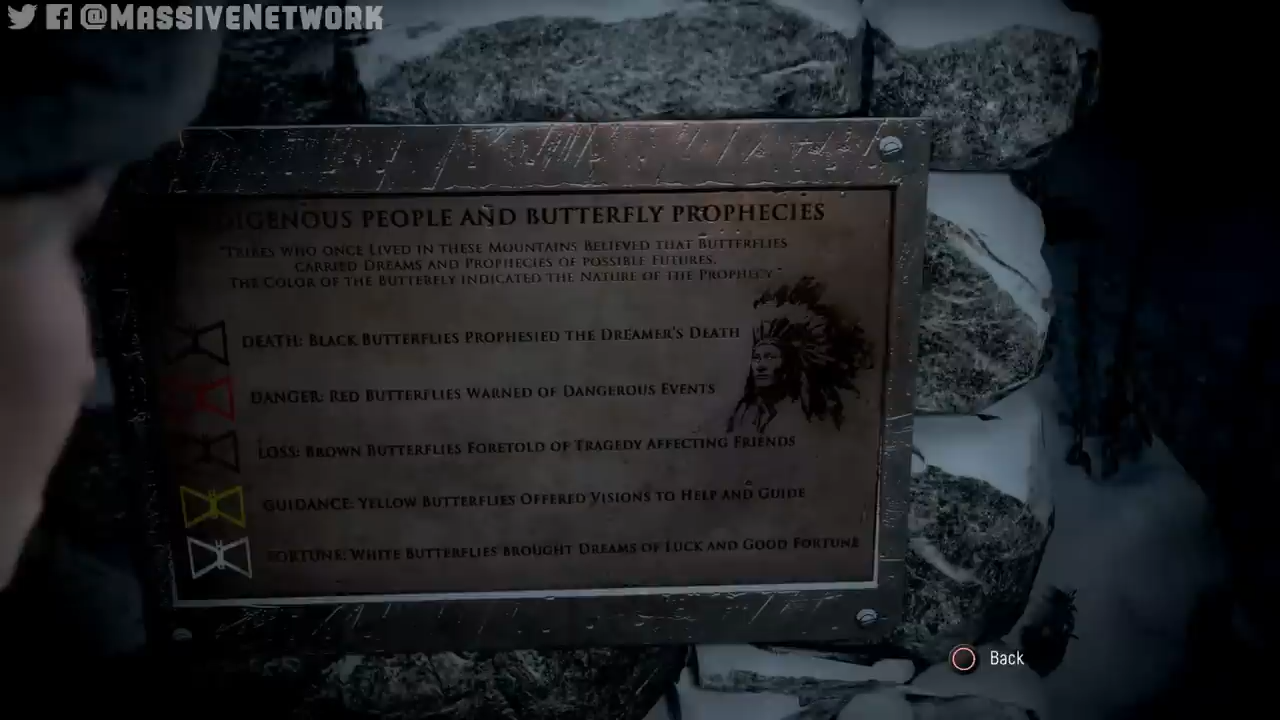 @MassiveNetwork
INDIGENOUS PEOPLE AND BUTTERFLY PROPHECIES
"TRIBES WHO ONCE LIVED IN THESE MOUNTAINS BELIEVED THAT BUTTERFLIES
CARRIED DREAMS AND PROPHECIES OF POSSIBLE FUTURES.
THE COLOR OF THE BUTTERFLY INDICATED THE NATURE OF THE PROPHECY."
DEATH: BLACK BUTTERFLIES PROPHESIED THE DREAMER'S DEATH
DANGER: RED BUTTERFLIES WARNED OF DANGEROUS EVENTS
LOSS: BROWN BUTTERFLIES FORETOLD OF TRAGEDY AFFECTING FRIENDS
GUIDANCE: YELLOW BUTTERFLIES OFFERED VISIONS TO HELP AND GUIDE
FORTUNE: WHITE BUTTERFLIES BROUGHT DREAMS OF LUCK AND GOOD FORTUNE
Back